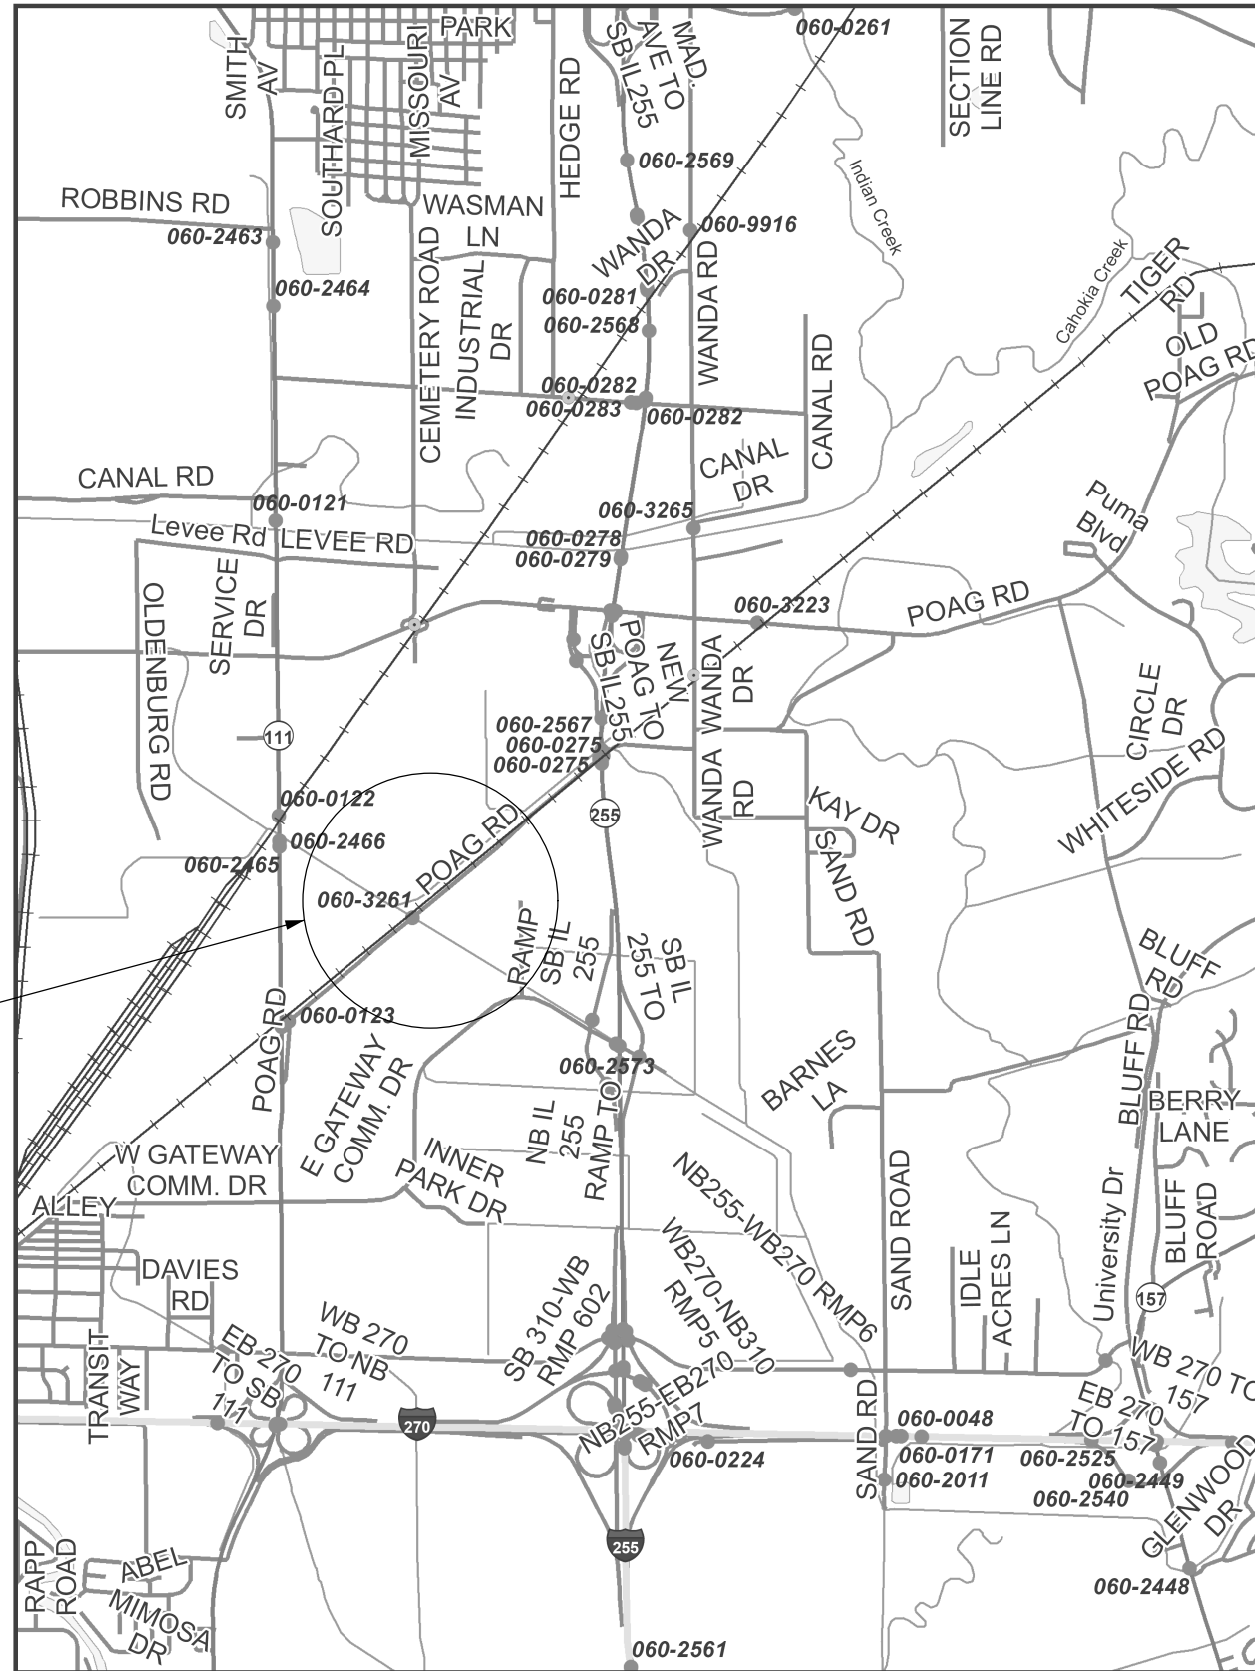 PARK
060-0261
SMITH
AV
SOUTHARD PL
MISSOURI
AV
HEDGE RD
SB IL255
AVE TO
MAD.
SECTION
LINE RD
060-2569
Indian Creek
ROBBINS RD
060-2463
WASMAN
LN
WANDA
DR
060-9916
060-2464
CEMETERY ROAD
INDUSTRIAL
DR
060-0281
060-2568
WANDA RD
Cahokia Creek
TIGER
RD
OLD
POAG RD
060-0282
060-0283
060-0282
CANAL RD
CANAL RD
CANAL
DR
060-0121
060-3265
Puma
Blvd
Levee Rd
LEVEE RD
060-0278
060-0279
SERVICE
DR
OLDENBURG RD
060-3223
POAG RD
SB IL255
POAG TO
NEW
WANDA
DR
CIRCLE
DR
111
060-2567
060-0275
060-0275
WHITESIDE RD
060-0122
255
WANDA
RD
KAY DR
060-2466
060-2465
POAG RD
SAND RD
060-3261
RAMP
SB IL
255
SB IL
255 TO
BLUFF
RD
POAG RD
060-0123
060-2573
BLUFF RD
E GATEWAY
COMM. DR
BARNES
LA
NB IL
255
RAMP TO
BERRY
LANE
W GATEWAY
COMM. DR
INNER
PARK DR
NB255-WB270 RMP6
SAND ROAD
University Dr
BLUFF
ROAD
ALLEY
IDLE
ACRES LN
DAVIES
RD
SB 310-WB
RMP 602
WB270-NB310
RMP5
157
TRANSIT
WAY
EB 270
TO SB
111
WB 270
TO NB
111
NB255-EB270
RMP7
SAND RD
WB 270 TO
157
EB 270
TO 157
270
060-0048
060-0171
060-0224
060-2011
060-2525
060-2449
060-2540
GLENWOOD
DR
RAPP
ROAD
ABEL
MIMOSA
DR
255
060-2448
060-2561